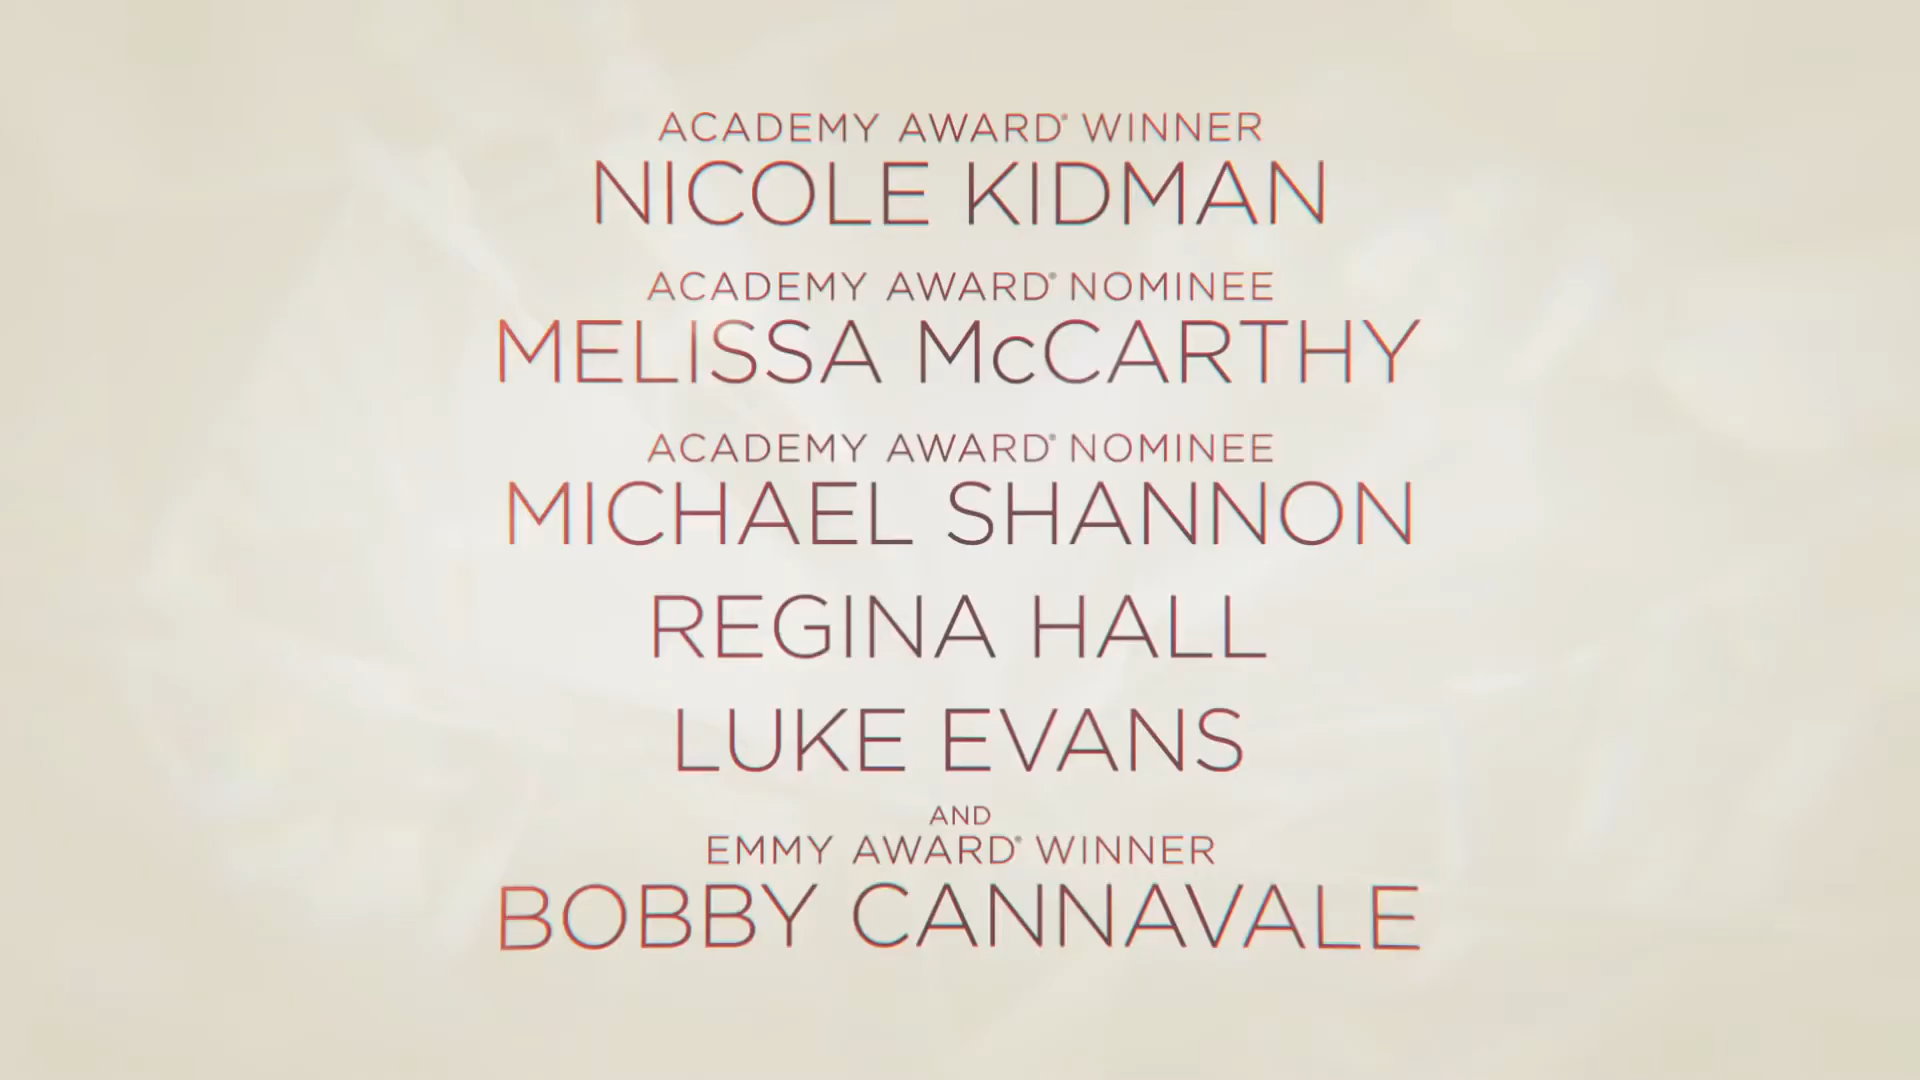 ACADEMY AWARD® WINNER
NICOLE KIDMAN
ACADEMY AWARD® NOMINEE
MELISSA McCARTHY
ACADEMY AWARD® NOMINEE
MICHAEL SHANNON
REGINA HALL
LUKE EVANS
AND
EMMY AWARD® WINNER
BOBBY CANNAVALE